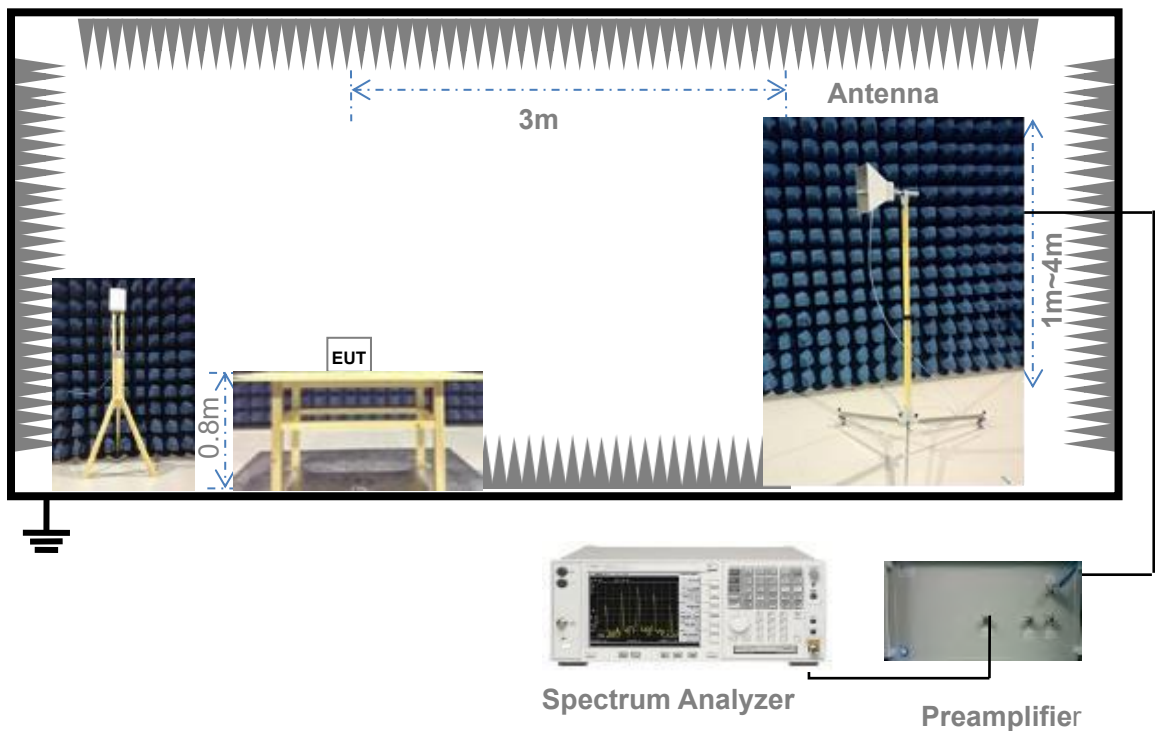 Antenna
3m
1m~4m
EUT
0.8m
Spectrum Analyzer
Preamplifier